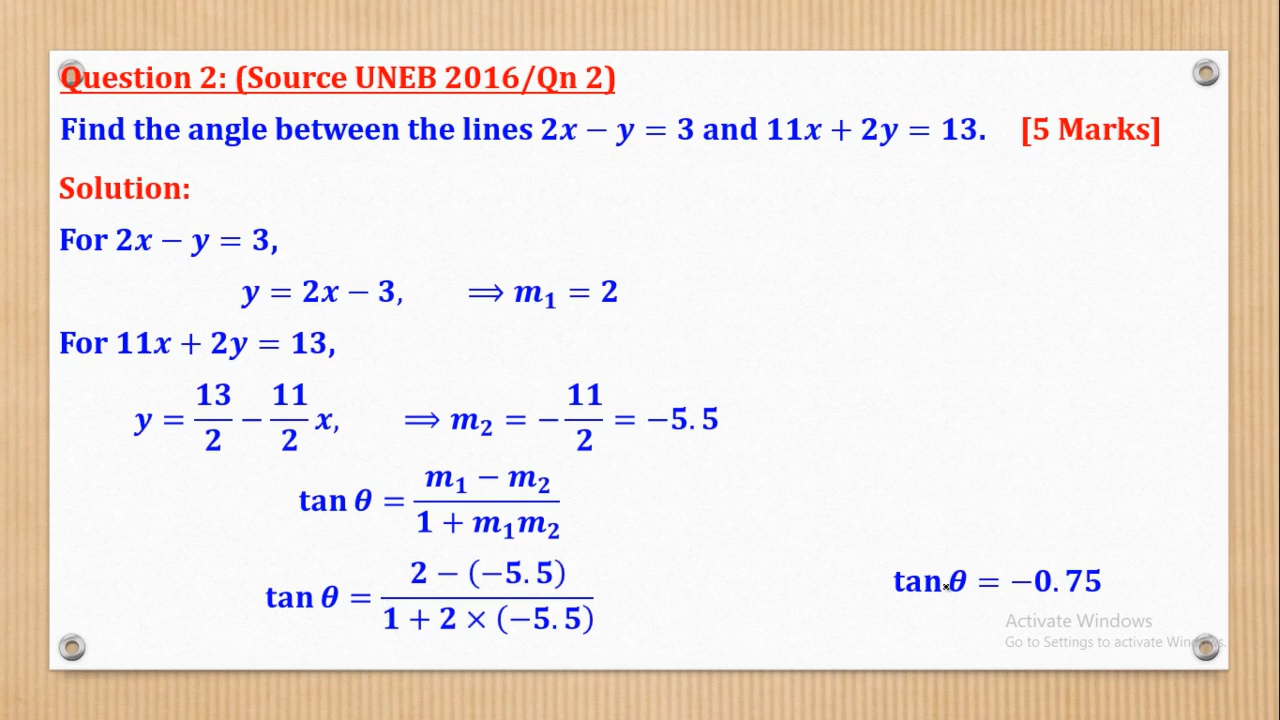 Question 2: (Source UNEB 2016/Qn 2)
Find the angle between the lines 2x − y = 3 and 11x + 2y = 13. [5 Marks]
Solution:
For 2x − y = 3,
y = 2x − 3, ⟹ m₁ = 2
For 11x + 2y = 13,
y = 13/2 − 11/2 x, ⟹ m₂ = − 11/2 = −5.5
tan θ = (m₁ − m₂)/(1 + m₁m₂)
tan θ = (2 − (−5.5))/(1 + 2 × (−5.5)) tan θ = −0.75
Activate Windows
Go to Settings to activate Windows.